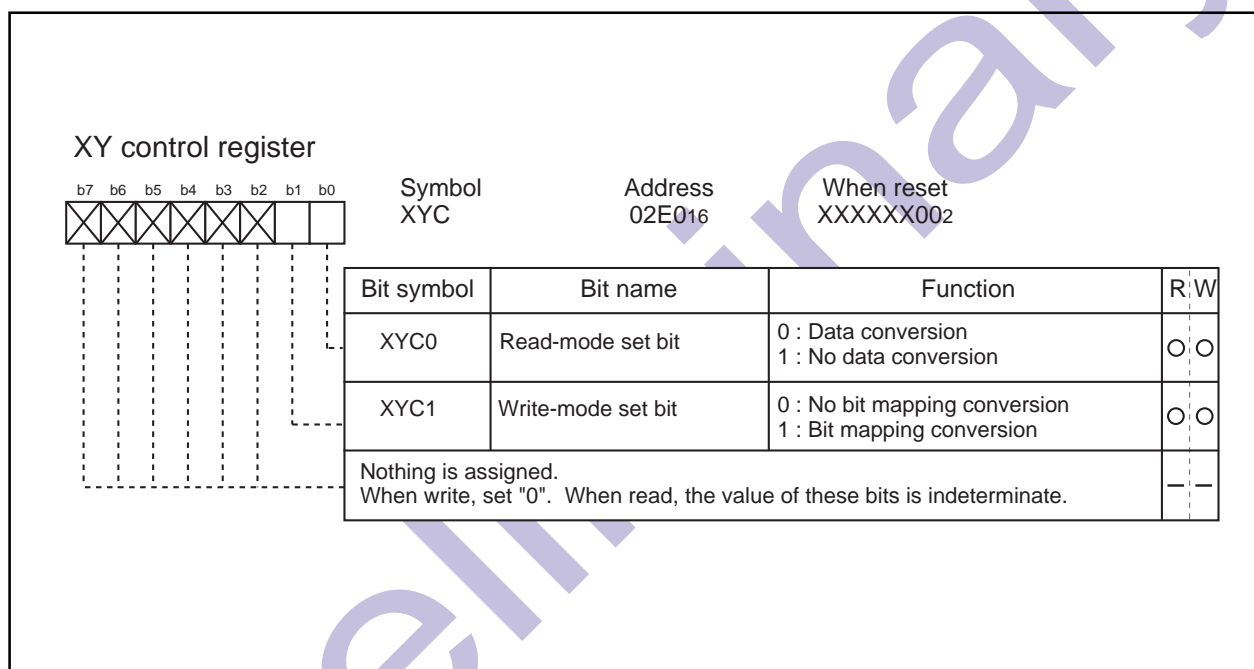 XY control register
b7 b6 b5 b4 b3 b2 b1 b0
Symbol Address When reset
XYC 02E016 XXXXXX002
Bit symbol Bit name Function R W
XYC0 Read-mode set bit 0 : Data conversion
1 : No data conversion
XYC1 Write-mode set bit 0 : No bit mapping conversion
1 : Bit mapping conversion
Nothing is assigned.
When write, set "0". When read, the value of these bits is indeterminate.